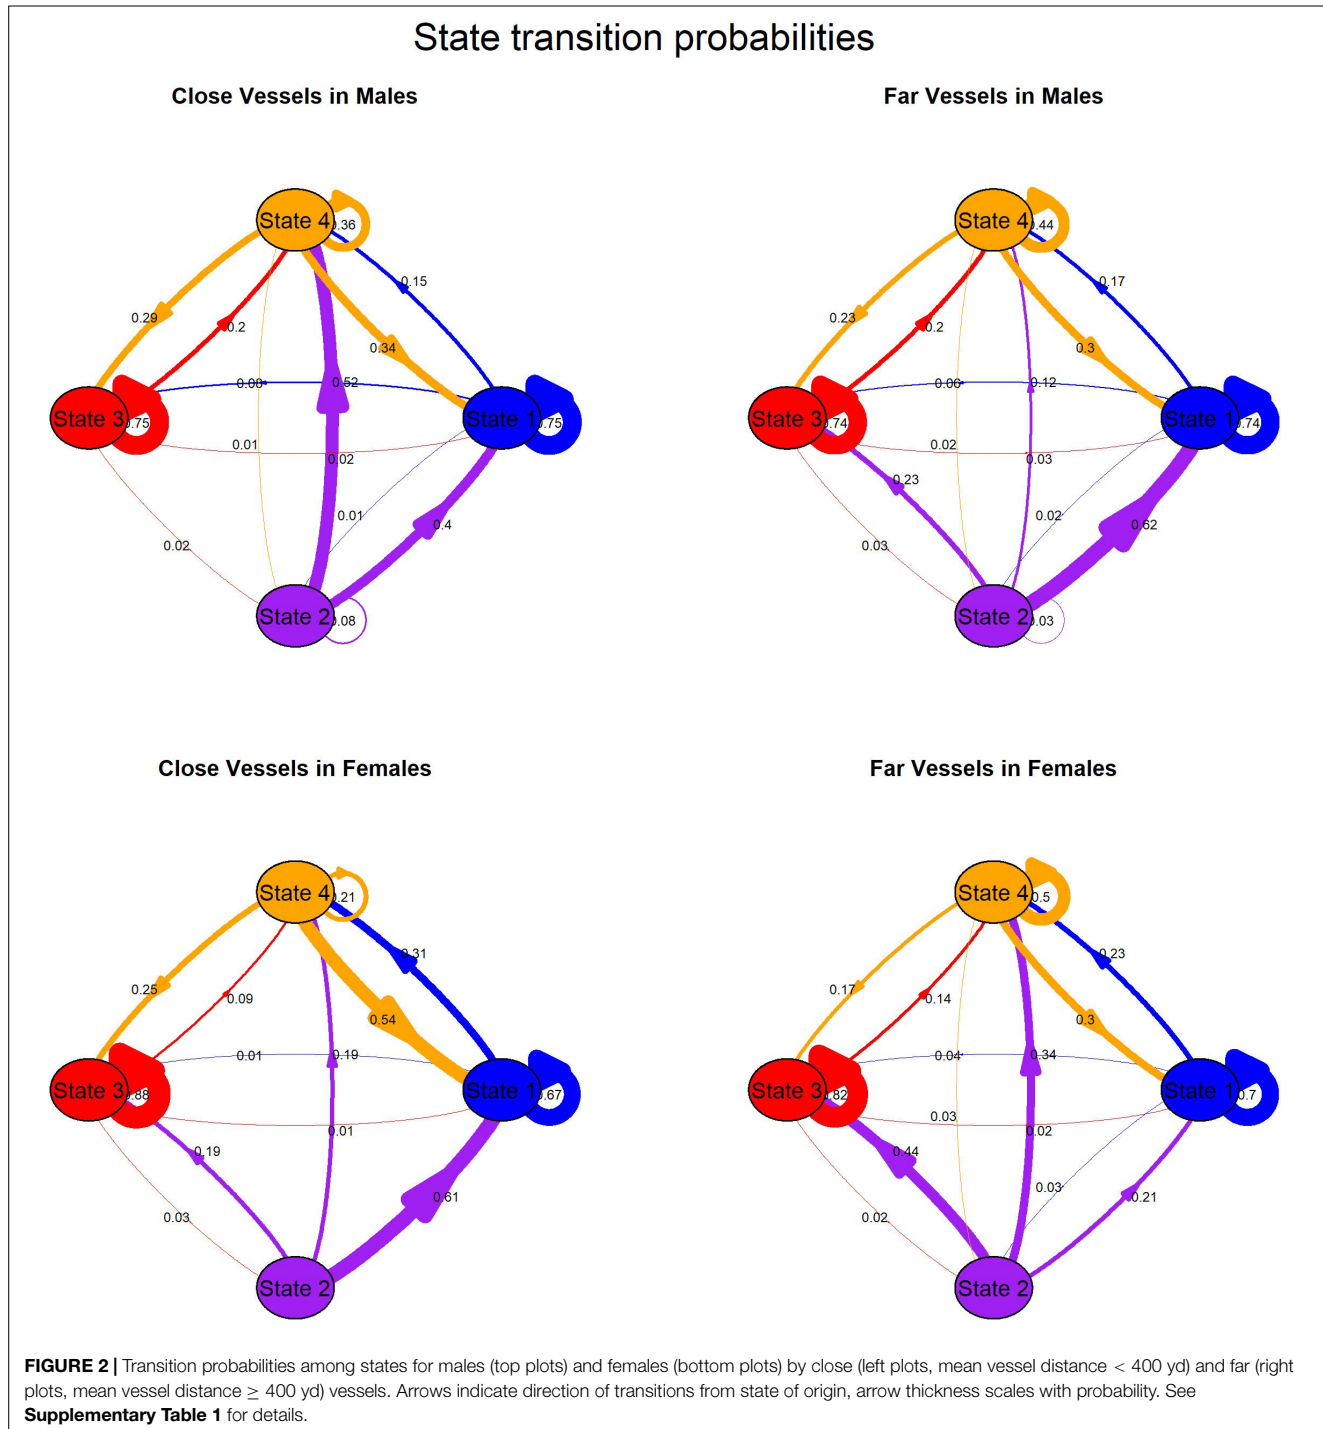 State transition probabilities
Close Vessels in Males
Far Vessels in Males
State 4
0.36
0.15
0.29
0.2
0.34
0.08
0.52
State 3
0.75
State 1
0.75
0.01
0.02
0.01
0.4
0.02
State 2
0.08
State 4
0.44
0.17
0.23
0.2
0.3
0.06
0.12
State 3
0.74
State 1
0.74
0.02
0.03
0.23
0.02
0.62
0.03
State 2
0.03
Close Vessels in Females
Far Vessels in Females
State 4
0.21
0.31
0.25
0.09
0.54
0.01
0.19
State 3
0.88
State 1
0.67
0.01
0.19
0.61
0.03
State 2
State 4
0.5
0.23
0.17
0.14
0.3
0.04
0.34
State 3
0.82
State 1
0.7
0.03
0.02
0.44
0.03
0.21
0.02
State 2
FIGURE 2 | Transition probabilities among states for males (top plots) and females (bottom plots) by close (left plots, mean vessel distance < 400 yd) and far (right
plots, mean vessel distance ≥ 400 yd) vessels. Arrows indicate direction of transitions from state of origin, arrow thickness scales with probability. See
Supplementary Table 1 for details.